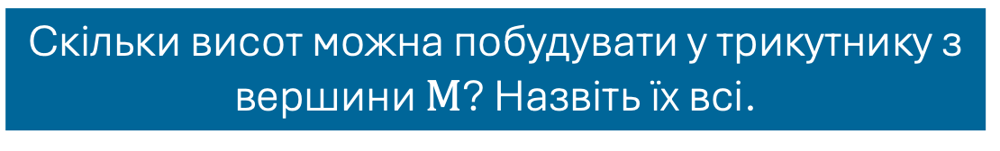 Скільки висот можна побудувати у трикутнику з
вершини M? Назвіть їх всі.